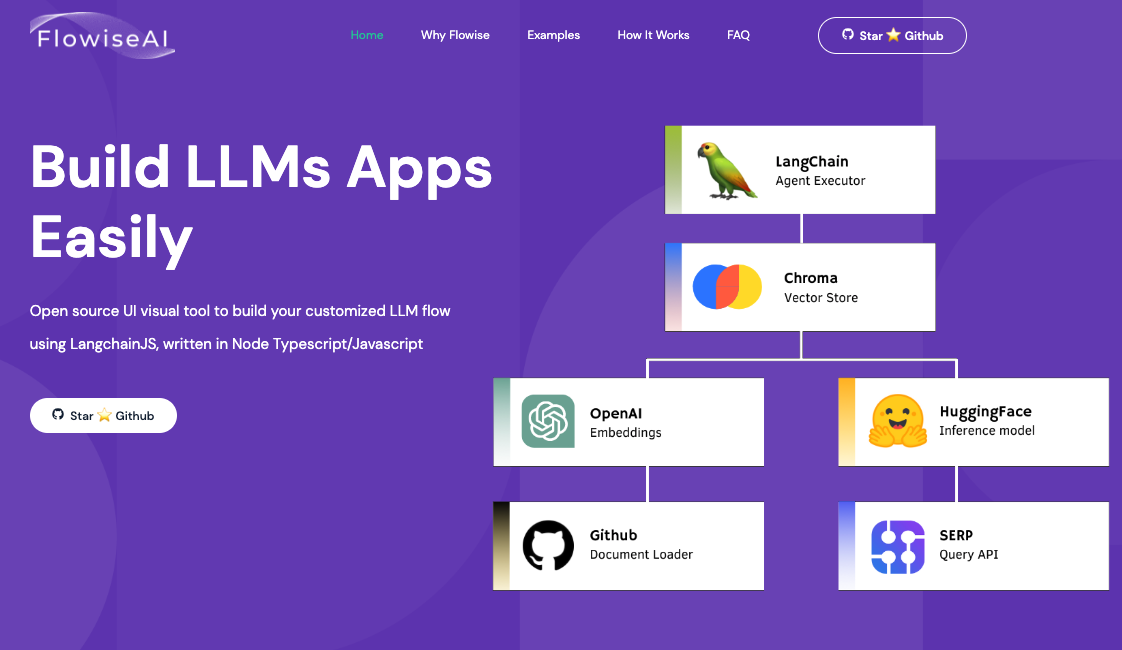 FlowiseAI
Home
Why Flowise
Examples
How It Works
FAQ
Star ⭐ Github
Build LLMs Apps
Easily
Open source UI visual tool to build your customized LLM flow
using LangchainJS, written in Node Typescript/Javascript
Star ⭐ Github
LangChain
Agent Executor
Chroma
Vector Store
OpenAI
Embeddings
HuggingFace
Inference model
Github
Document Loader
SERP
Query API